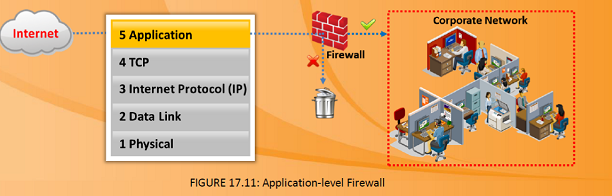 Internet
5 Application
4 TCP
3 Internet Protocol (IP)
2 Data Link
1 Physical
Firewall
Corporate Network
FIGURE 17.11: Application-level Firewall